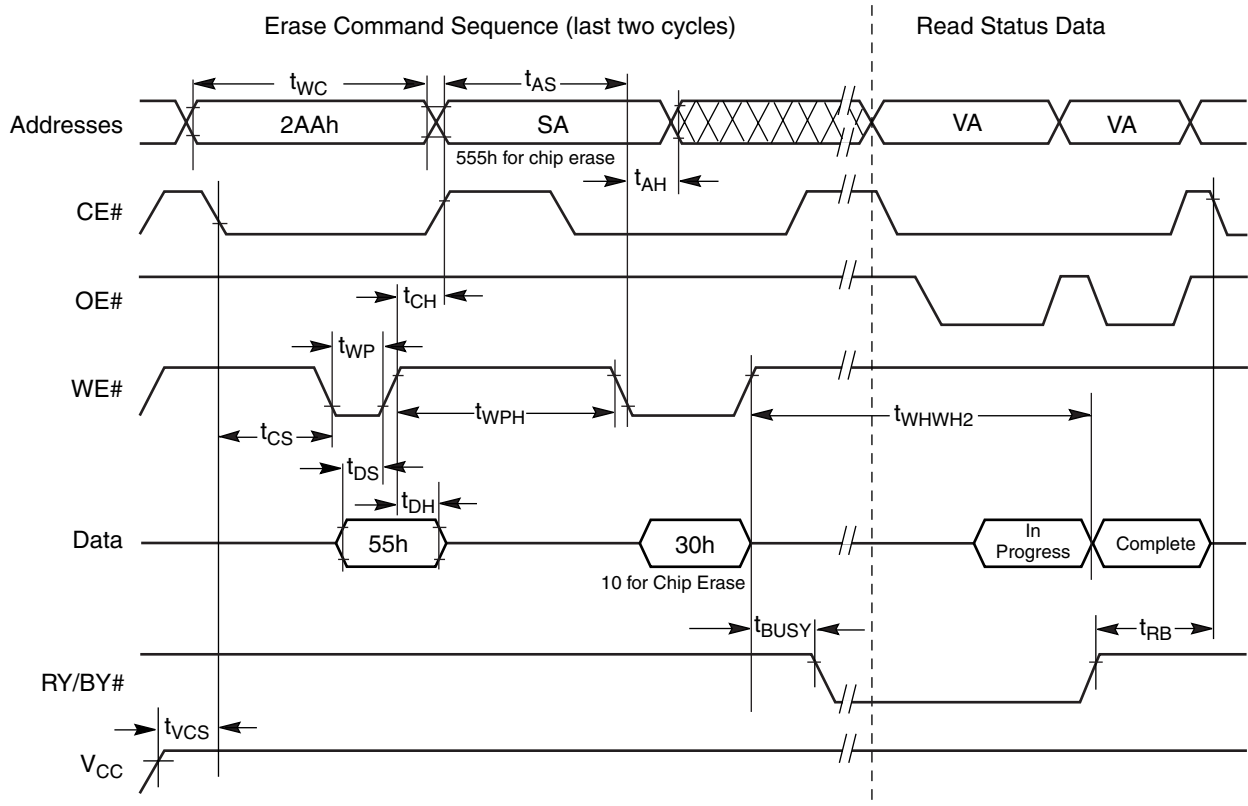 Erase Command Sequence (last two cycles)
Read Status Data
tWC
tAS
Addresses
2AAh
SA
VA
VA
555h for chip erase
tAH
CE#
OE#
tCH
tWP
WE#
tWPH
tWHWH2
tCS
tDS
tDH
Data
55h
30h
In
Progress
Complete
10 for Chip Erase
tBUSY
tRB
RY/BY#
tVCS
VCC